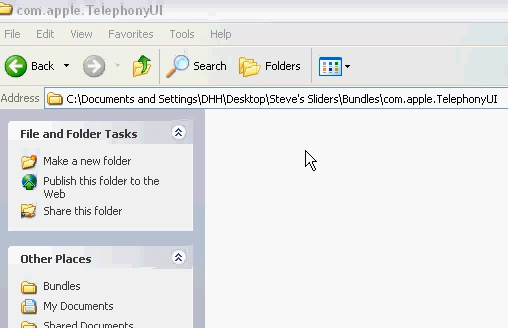 com.apple.TelephonyUI
File Edit View Favorites Tools Help
Back Search Folders
Address C:\Documents and Settings\DHH\Desktop\Steve's Sliders\Bundles\com.apple.TelephonyUI
File and Folder Tasks
Make a new folder
Publish this folder to the
Web
Share this folder
Other Places
Bundles
My Documents
Shared Documents